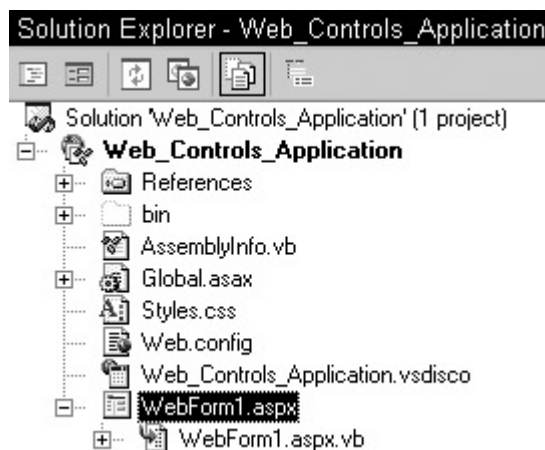 Solution Explorer - Web_Controls_Application
Solution 'Web_Controls_Application' (1 project)
Web_Controls_Application
References
bin
AssemblyInfo.vb
Global.asax
Styles.css
Web.config
Web_Controls_Application.vsdisco
WebForm1.aspx
WebForm1.aspx.vb